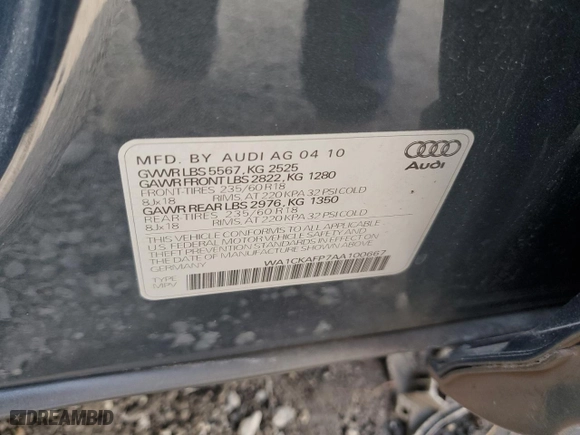 MFD. BY AUDI AG 04 10
GVWR LBS 5567, KG 2525
GAWR FRONT LBS 2822, KG 1280
FRONT-TIRES 235/60 R18
8Jx18 RIMS, AT 220 KPA 32 PSI COLD
GAWR REAR LBS 2976, KG 1350
REAR TIRES 235/60 R18
8Jx18 RIMS, AT 220 KPA 32 PSI COLD
THIS VEHICLE CONFORMS TO ALL APPLICABLE
U.S. FEDERAL MOTOR VEHICLE SAFETY AND
THEFT PREVENTION STANDARDS IN EFFECT ON
THE DATE OF MANUFACTURE SHOWN ABOVE.
GERMANY
WA1CKAFP7AA100667
TYPE
MPV
Audi
DREAMBID